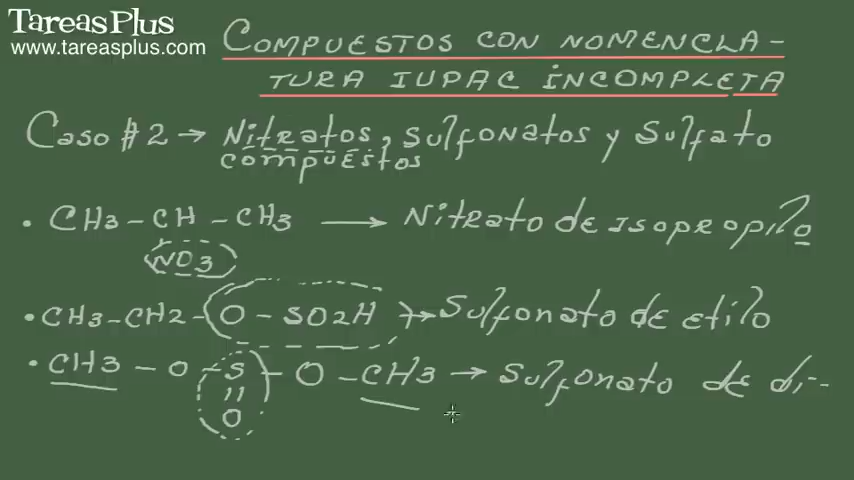 TareasPlus
www.tareasplus.com
COMPUESTOS CON NOMENCLA-
TURA IUPAC INCOMPLETA
Caso #2 → Nitratos, sulfonatos y sulfato
compuestos
• CH3 - CH - CH3 → Nitrato de isopropilo
NO3
• CH3-CH2 - O - SO2H → Sulfonato de etilo
• CH3 - O - S - O - CH3 → Sulfonato de di-
O